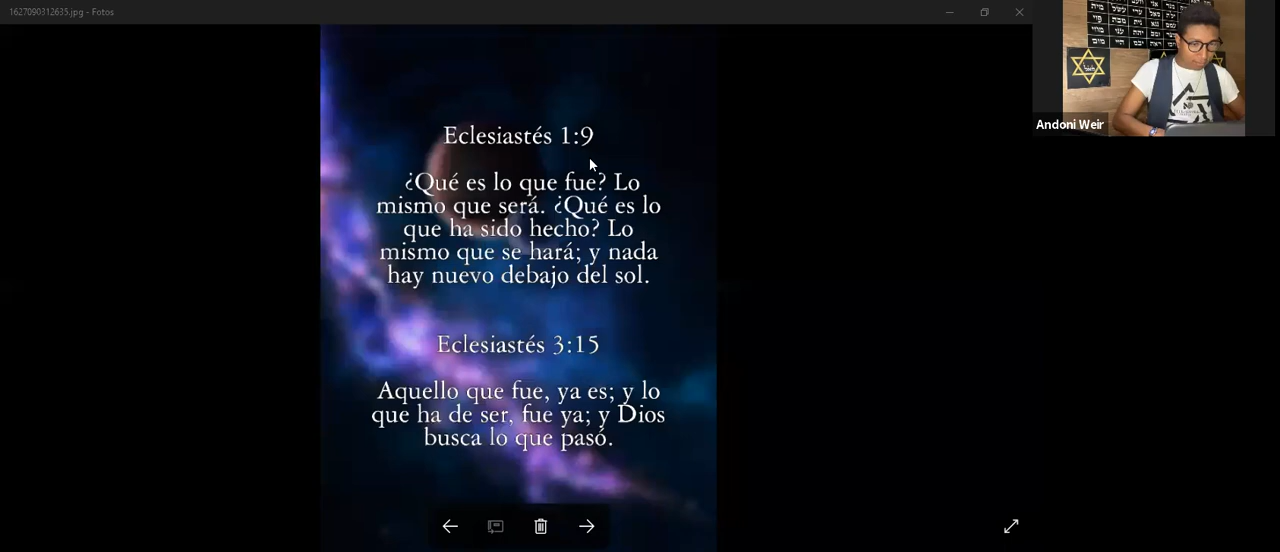 1627090312635.jpg - Fotos
Andoni Weir
Eclesiastés 1:9
¿Qué es lo que fue? Lo
mismo que será. ¿Qué es lo
que ha sido hecho? Lo
mismo que se hará; y nada
hay nuevo debajo del sol.
Eclesiastés 3:15
Aquello que fue, ya es; y lo
que ha de ser, fue ya; y Dios
busca lo que pasó.